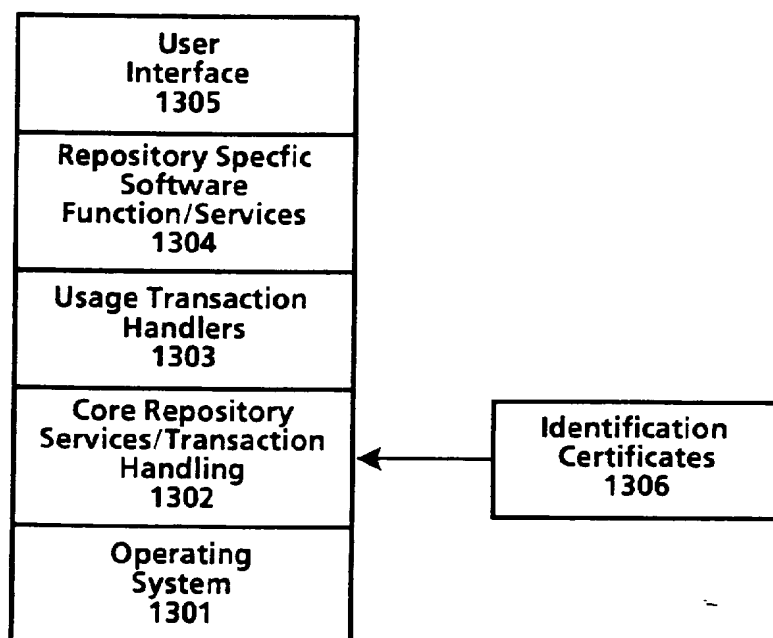 User
Interface
1305
Repository Specfic
Software
Function/Services
1304
Usage Transaction
Handlers
1303
Core Repository
Services/Transaction
Handling
1302
Identification
Certificates
1306
Operating
System
1301